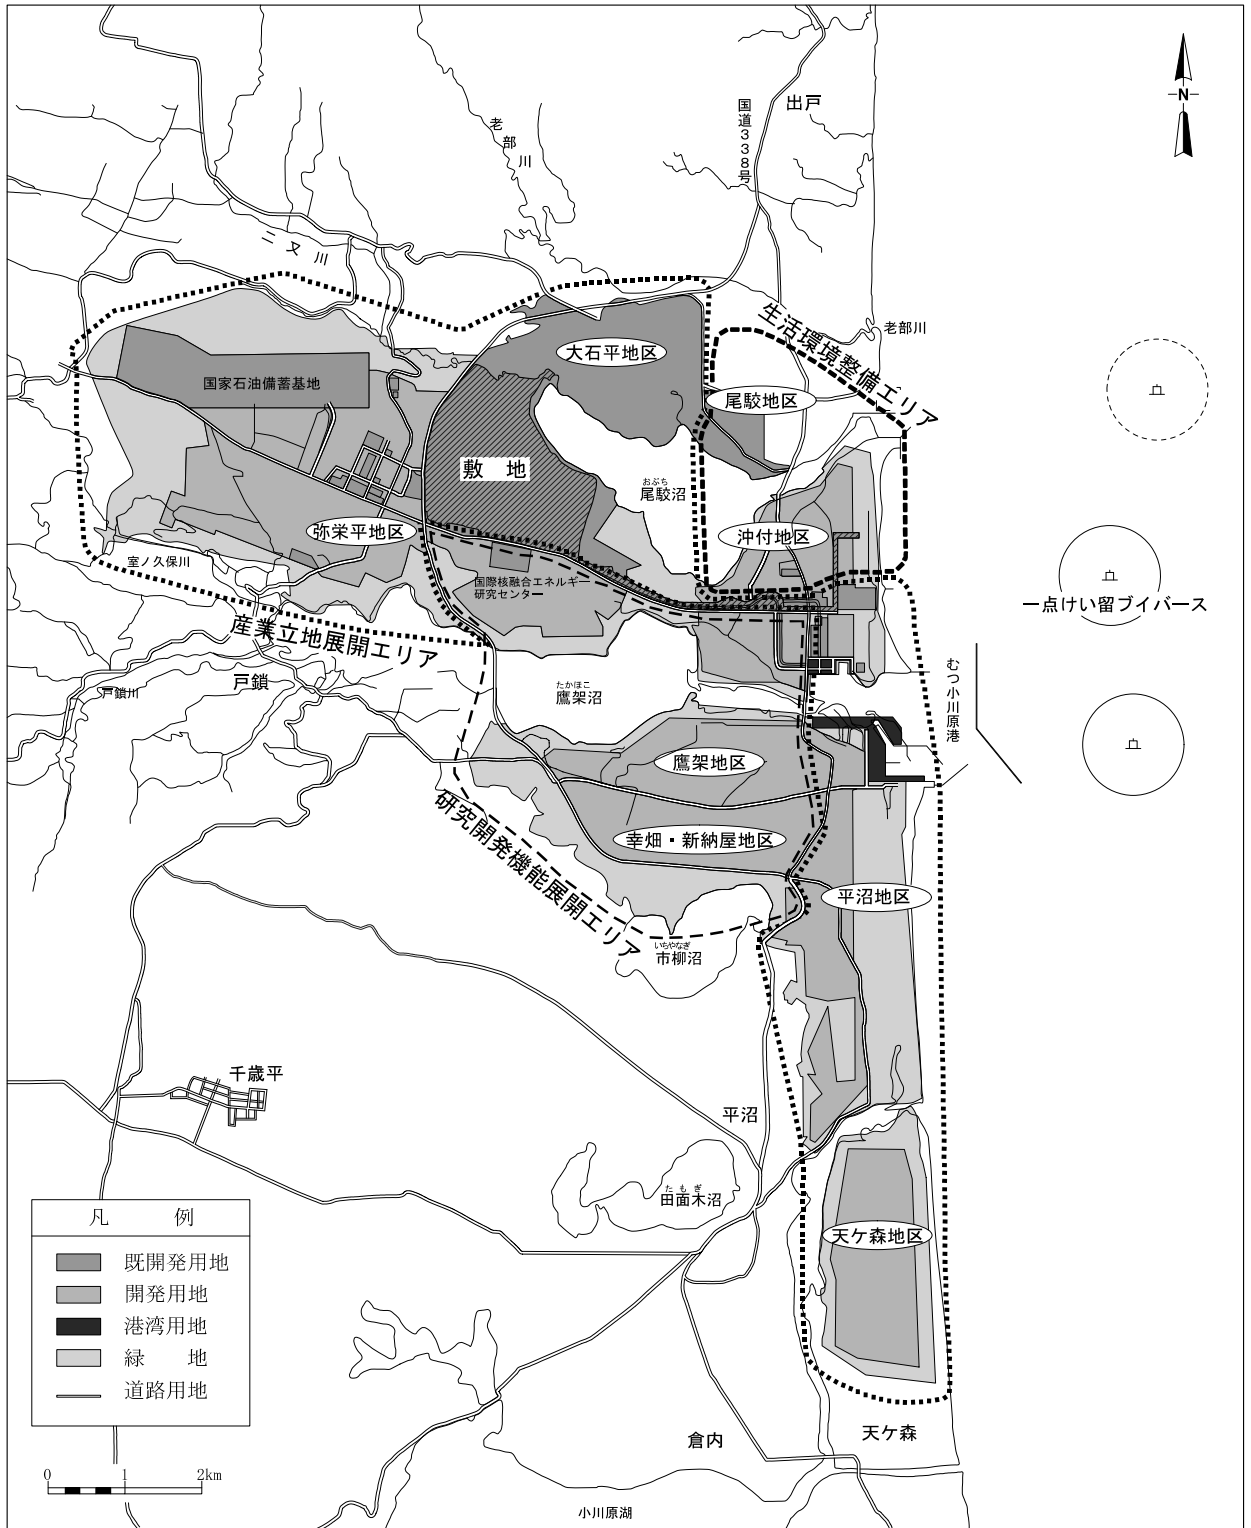 N
出戸
国道338号
老部川
二又川
生活環境整備エリア
老部川
大石平地区
尾駮地区
国家石油備蓄基地
敷 地
おぶち
尾駮沼
弥栄平地区
沖付地区
室ノ久保川
国際核融合エネルギー
研究センター
一点けい留ブイバース
産業立地展開エリア
戸鎖
戸鎖川
たかほこ
鷹架沼
むつ小川原港
鷹架地区
研究開発機能展開エリア
幸畑・新納屋地区
平沼地区
いちやなぎ
市柳沼
千歳平
平沼
たもぎ
田面木沼
天ケ森地区
凡 例
既開発用地
開発用地
港湾用地
緑 地
道路用地
倉内
天ケ森
0 1 2km
小川原湖